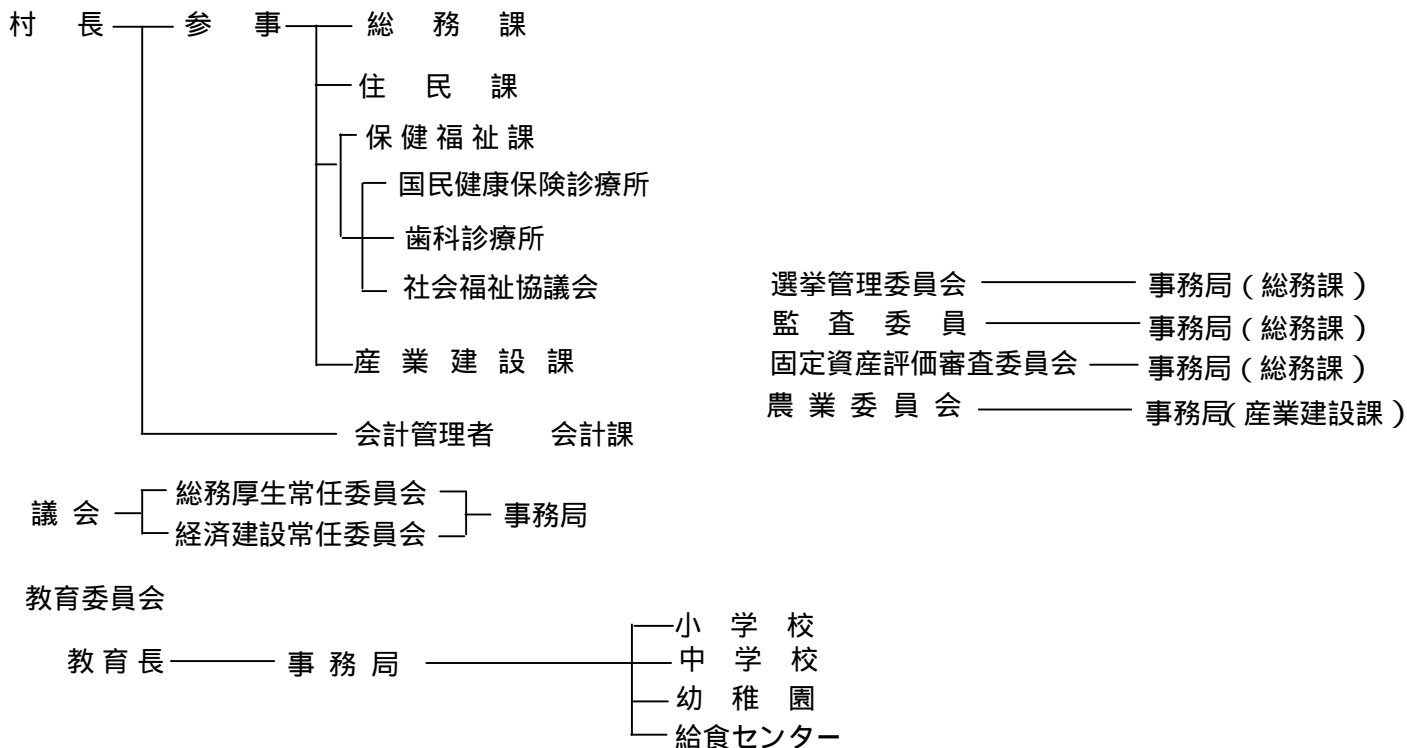 村長 参事 総務課
住民課
保健福祉課
国民健康保険診療所
歯科診療所
社会福祉協議会
産業建設課
会計管理者 会計課
選挙管理委員会 事務局（総務課）
監査委員 事務局（総務課）
固定資産評価審査委員会 事務局（総務課）
農業委員会 事務局（産業建設課）
議会 総務厚生常任委員会 事務局
経済建設常任委員会
教育委員会
教育長 事務局
小学校
中学校
幼稚園
給食センター